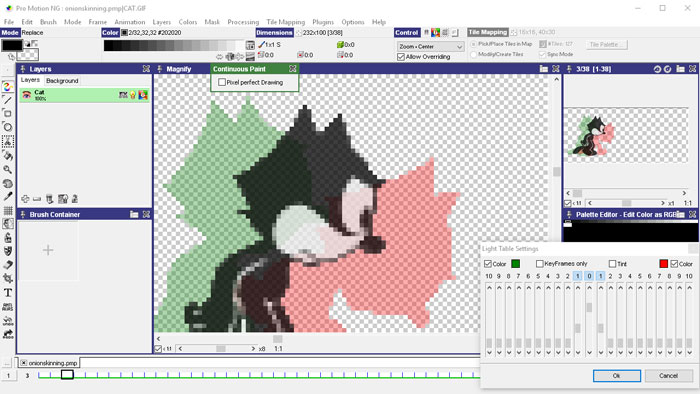 Pro Motion NG - onionskinning.pmp|CAT.GIF
File Edit Brush Mode Frame Animation Layers Colors Mask Processing Tile Mapping Plugins Options Help
Mode Replace Color 2/32,32,32 #202020 Dimensions 232x100 [3/38] Control Tile Mapping 16x16, 40x30
1x1 S 0x0 Zoom - Center Pick/Place Tiles in Map #Tiles: 127 Tile Palette...
0:0 0:0 Allow Overriding Modify/Create Tiles Sync Mode
Layers Magnify Continuous Paint 3/38 [1-38]
Layers Background Pixel perfect Drawing
Cat
100%
x1 1:1
Brush Container Palette Editor - Edit Color as RGB
Light Table Settings
Color KeyFrames only Tint Color
10 9 8 7 6 5 4 3 2 1 0 1 2 3 4 5 6 7 8 9 10
x8 1:1
onionskinning.pmp
Ok Cancel
1 3